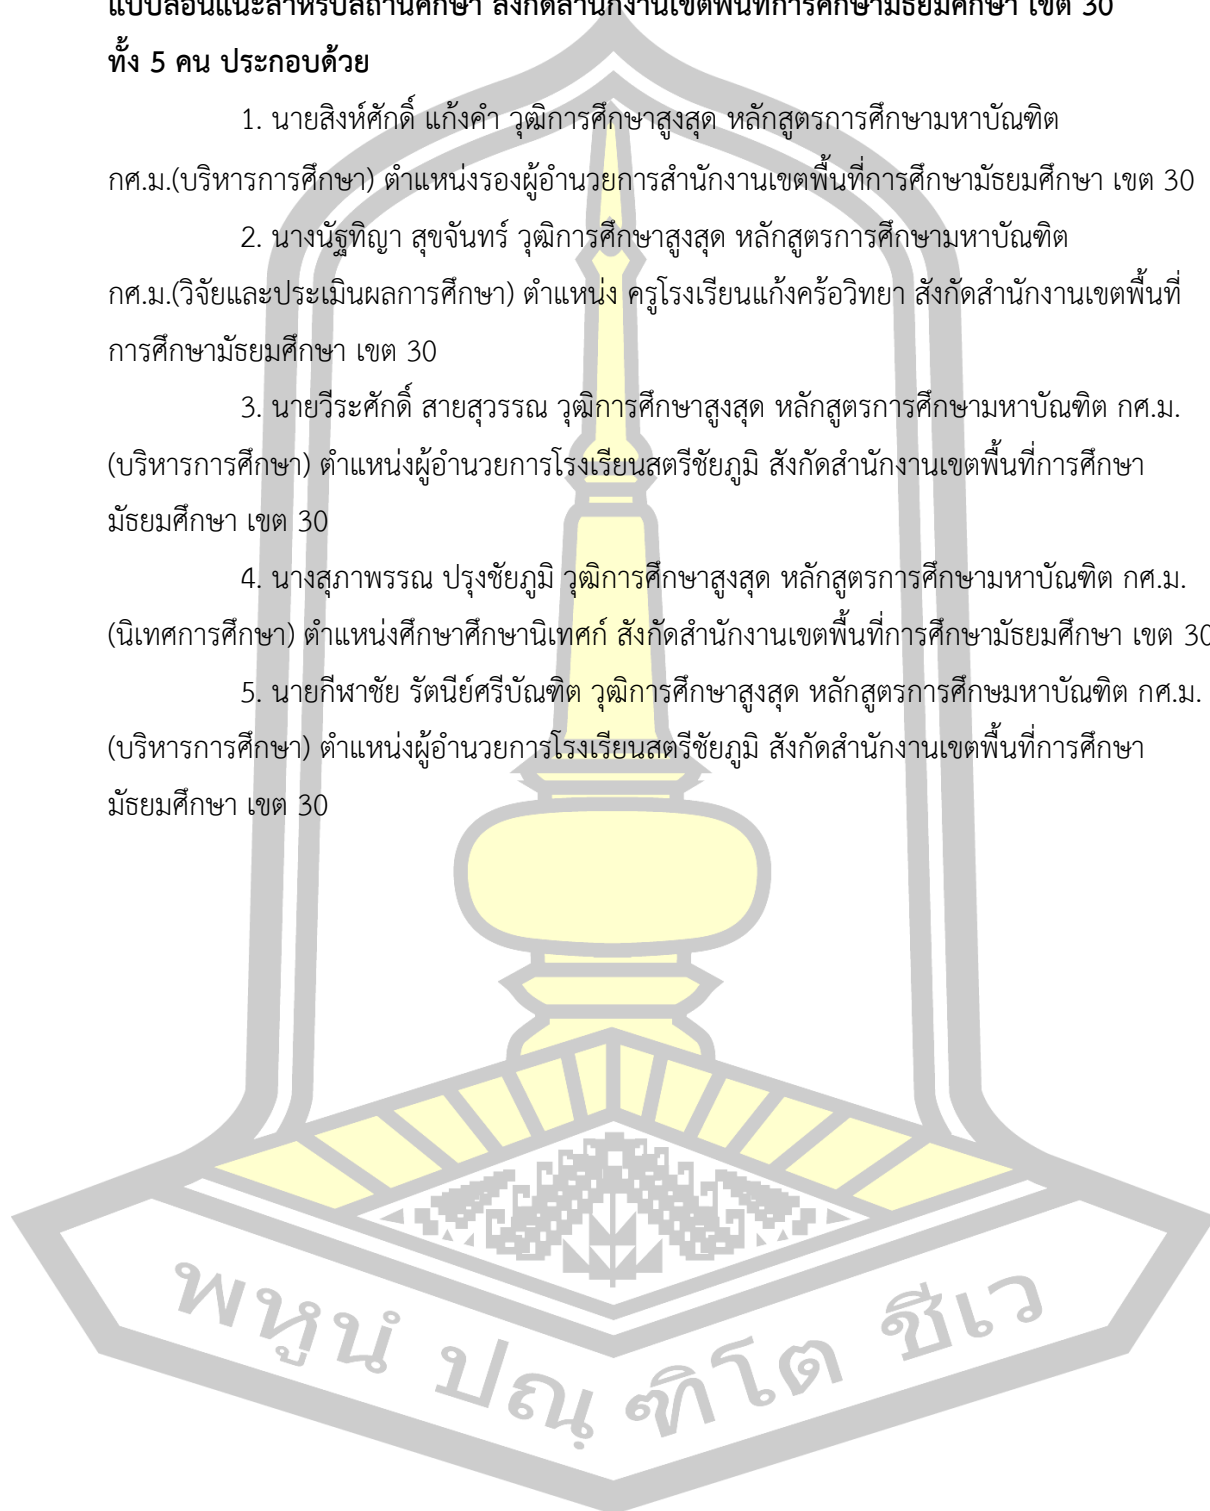 แบบสอนแนะสำหรับสถานศึกษา สังกัดสำนักงานเขตพื้นที่การศึกษามัธยมศึกษา เขต 30
ทั้ง 5 คน ประกอบด้วย
1. นายสิงห์ศักดิ์ แก้งคำ วุฒิการศึกษาสูงสุด หลักสูตรการศึกษามหาบัณฑิต
กศ.ม.(บริหารการศึกษา) ตำแหน่งรองผู้อำนวยการสำนักงานเขตพื้นที่การศึกษามัธยมศึกษา เขต 30
2. นางนัฐทิญา สุขจันทร์ วุฒิการศึกษาสูงสุด หลักสูตรการศึกษามหาบัณฑิต
กศ.ม.(วิจัยและประเมินผลการศึกษา) ตำแหน่ง ครูโรงเรียนแก้งคร้อวิทยา สังกัดสำนักงานเขตพื้นที่
การศึกษามัธยมศึกษา เขต 30
3. นายวีระศักดิ์ สายสุวรรณ วุฒิการศึกษาสูงสุด หลักสูตรการศึกษามหาบัณฑิต กศ.ม.
(บริหารการศึกษา) ตำแหน่งผู้อำนวยการโรงเรียนสตรีชัยภูมิ สังกัดสำนักงานเขตพื้นที่การศึกษา
มัธยมศึกษา เขต 30
4. นางสุภาพรรณ ปรุงชัยภูมิ วุฒิการศึกษาสูงสุด หลักสูตรการศึกษามหาบัณฑิต กศ.ม.
(นิเทศการศึกษา) ตำแหน่งศึกษาศึกษานิเทศก์ สังกัดสำนักงานเขตพื้นที่การศึกษามัธยมศึกษา เขต 30
5. นายกีฬาชัย รัตนีย์ศรีบัณฑิต วุฒิการศึกษาสูงสุด หลักสูตรการศึกษมหาบัณฑิต กศ.ม.
(บริหารการศึกษา) ตำแหน่งผู้อำนวยการโรงเรียนสตรีชัยภูมิ สังกัดสำนักงานเขตพื้นที่การศึกษา
มัธยมศึกษา เขต 30
พหูนํ ปณฺ ฑิโต ชีเว